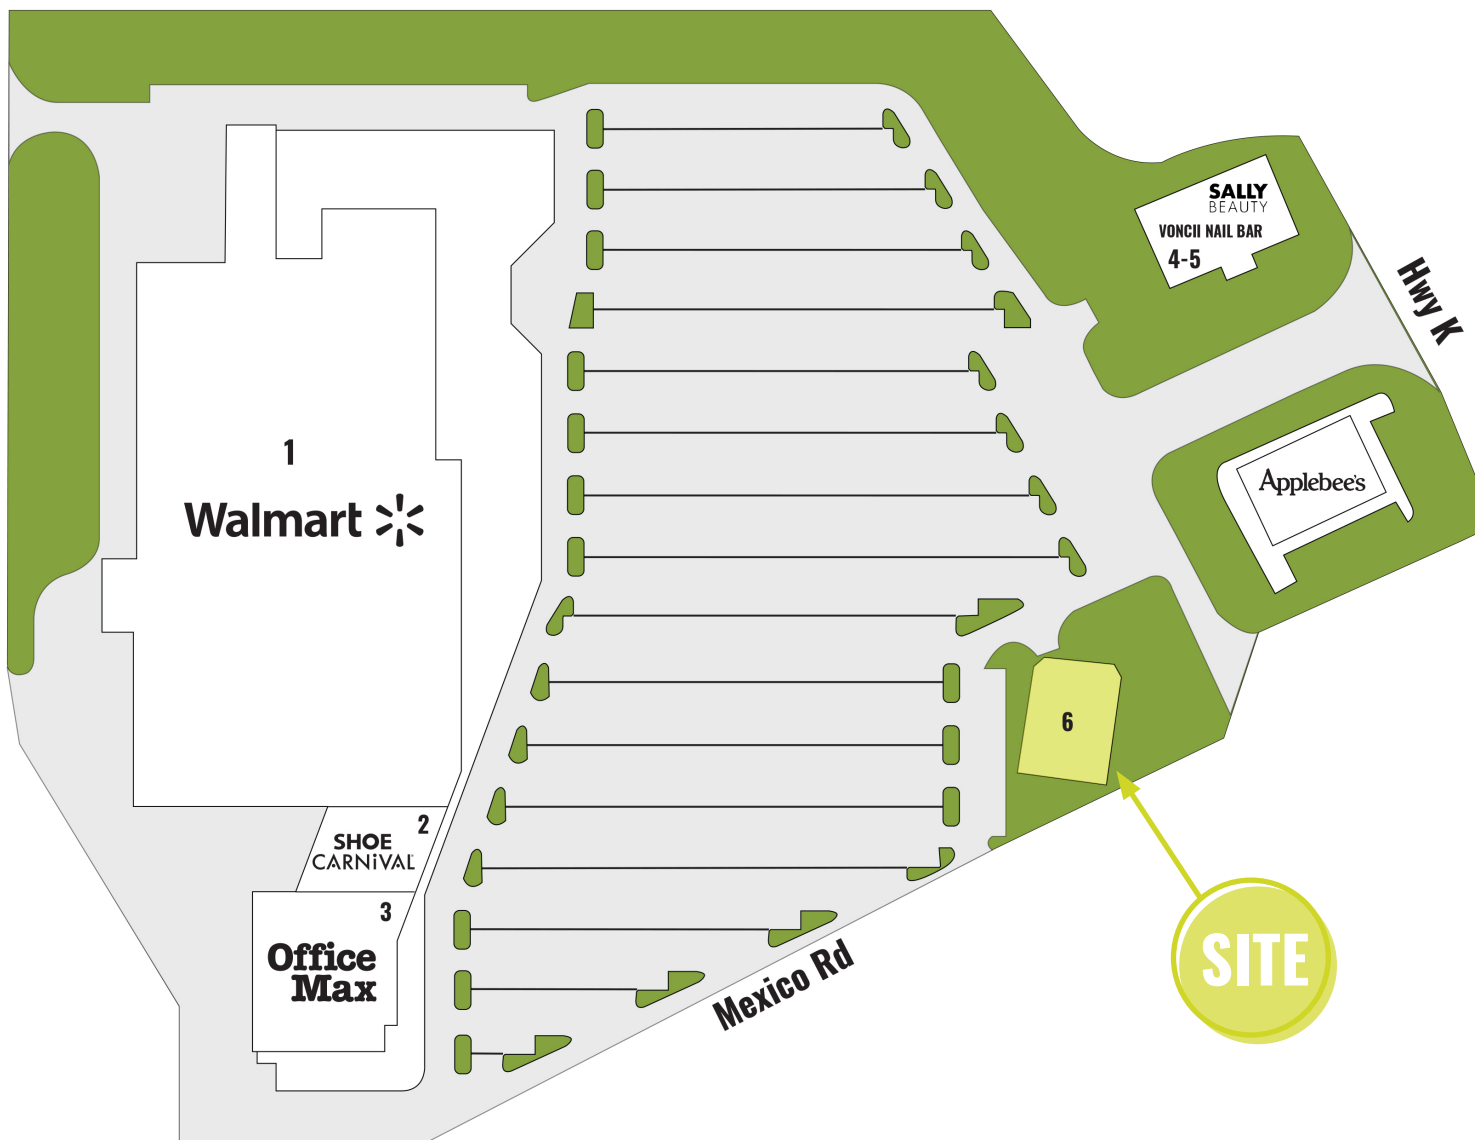 SALLY
BEAUTY
VONCII NAIL BAR
4-5
Hwy K
1
Walmart
Applebee's
6
2
SHOE
CARNiVAL
3
Office
Max
Mexico Rd
SITE